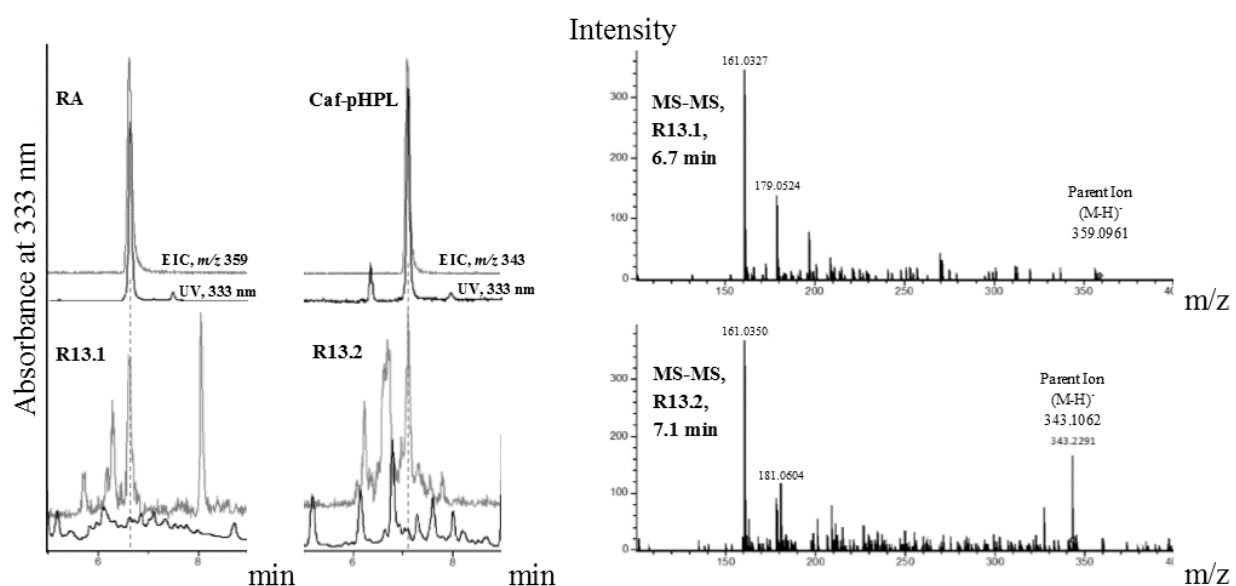 Intensity
Absorbance at 333 nm
RA
EIC, m/z 359
UV, 333 nm
Caf-pHPL
EIC, m/z 343
UV, 333 nm
R13.1
6
8
min
R13.2
6
8
min
161.0327
300
MS-MS,
R13.1,
6.7 min
200
179.0524
Parent Ion
(M-H)-
359.0961
100
0
150
200
250
300
350
40
m/z
161.0350
300
MS-MS,
R13.2,
7.1 min
Parent Ion
(M-H)-
343.1062
343.2291
200
181.0604
100
0
150
200
250
300
350
40
m/z